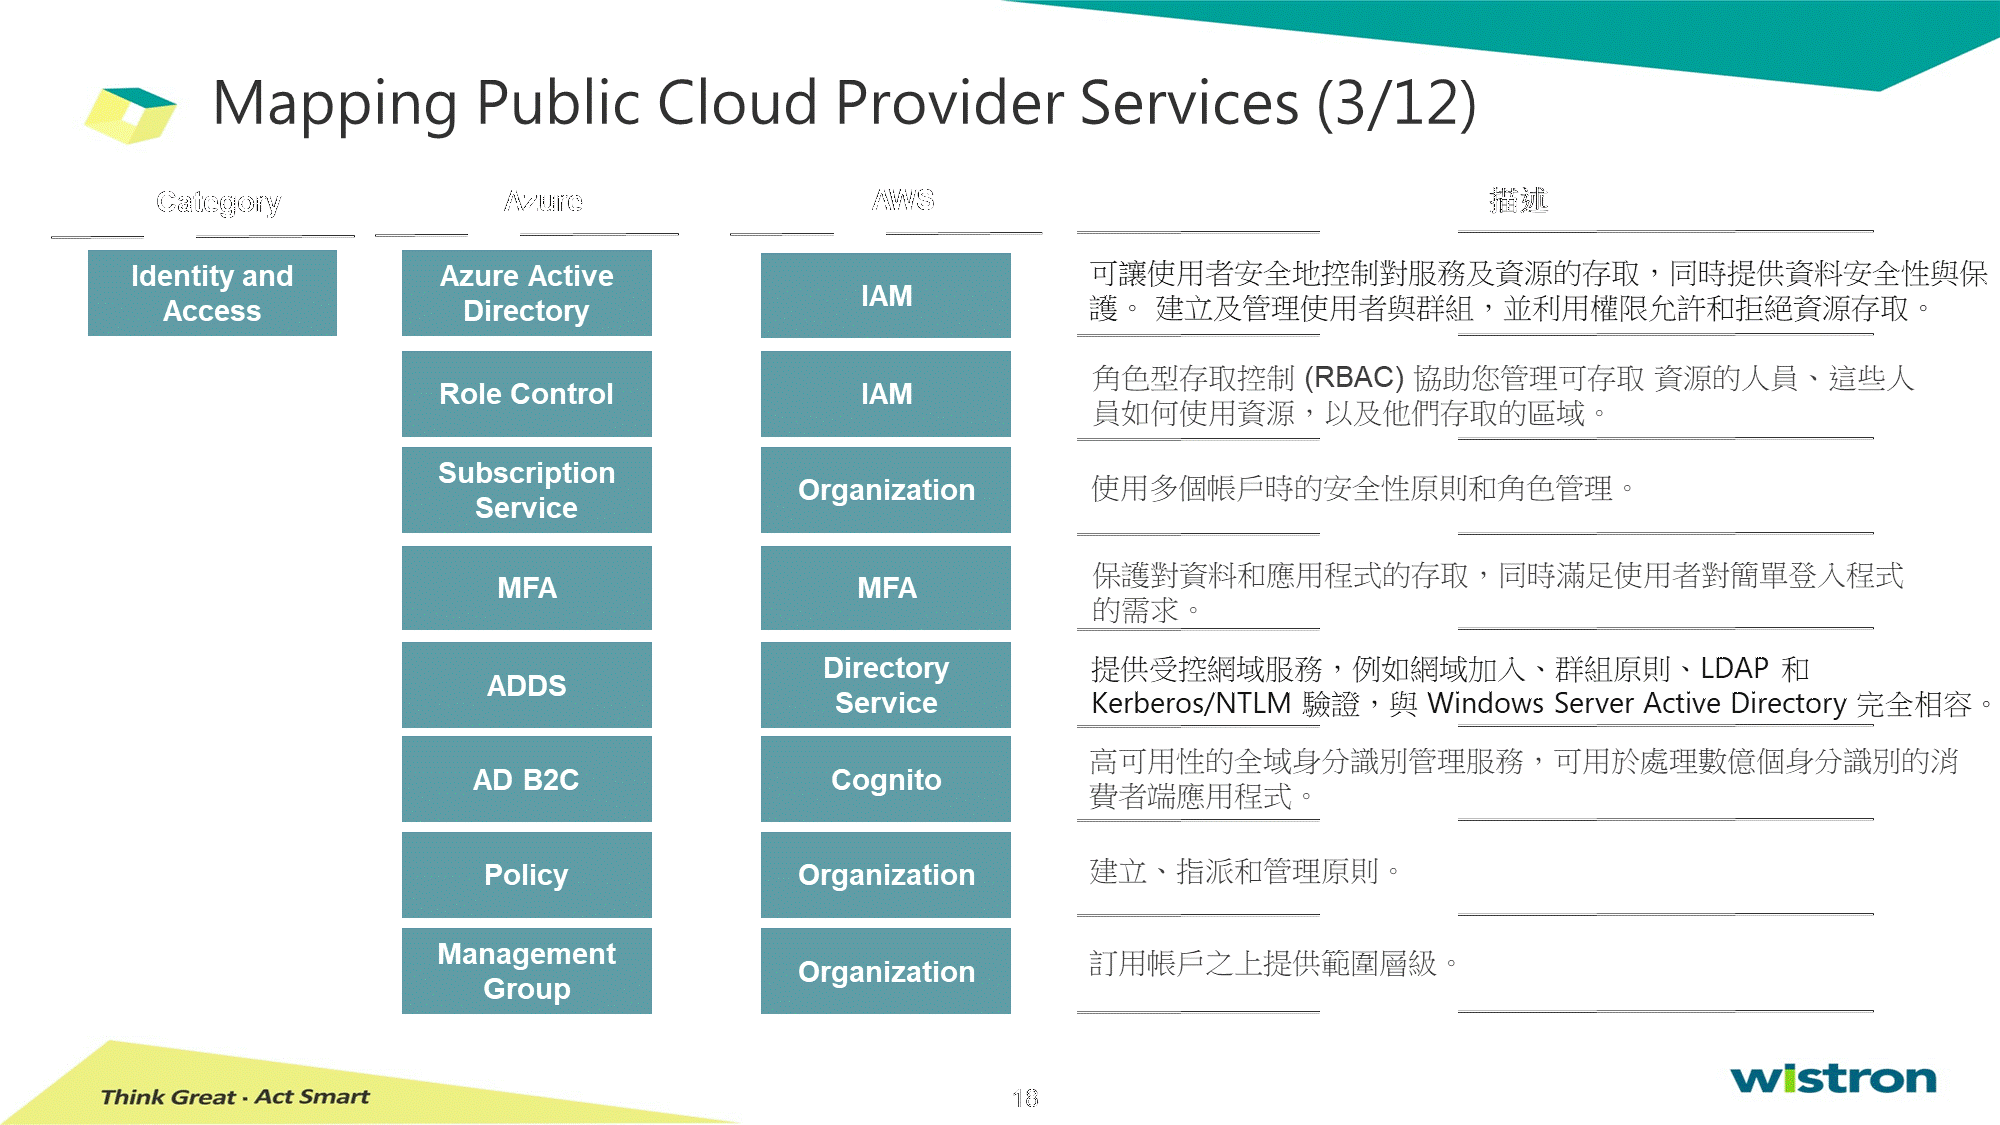 Mapping Public Cloud Provider Services (3/12)
Category
Azure
AWS
描述
Identity and
Access
Azure Active
Directory
IAM
可讓使用者安全地控制對服務及資源的存取，同時提供資料安全性與保
護。 建立及管理使用者與群組，並利用權限允許和拒絕資源存取。
Role Control
IAM
角色型存取控制 (RBAC) 協助您管理可存取 資源的人員、這些人
員如何使用資源，以及他們存取的區域。
Subscription
Service
Organization
使用多個帳戶時的安全性原則和角色管理。
MFA
MFA
保護對資料和應用程式的存取，同時滿足使用者對簡單登入程式
的需求。
ADDS
Directory
Service
提供受控網域服務，例如網域加入、群組原則、LDAP 和
Kerberos/NTLM 驗證，與 Windows Server Active Directory 完全相容。
AD B2C
Cognito
高可用性的全域身分識別管理服務，可用於處理數億個身分識別的消
費者端應用程式。
Policy
Organization
建立、指派和管理原則。
Management
Group
Organization
訂用帳戶之上提供範圍層級。
Think Great · Act Smart
18
wistron